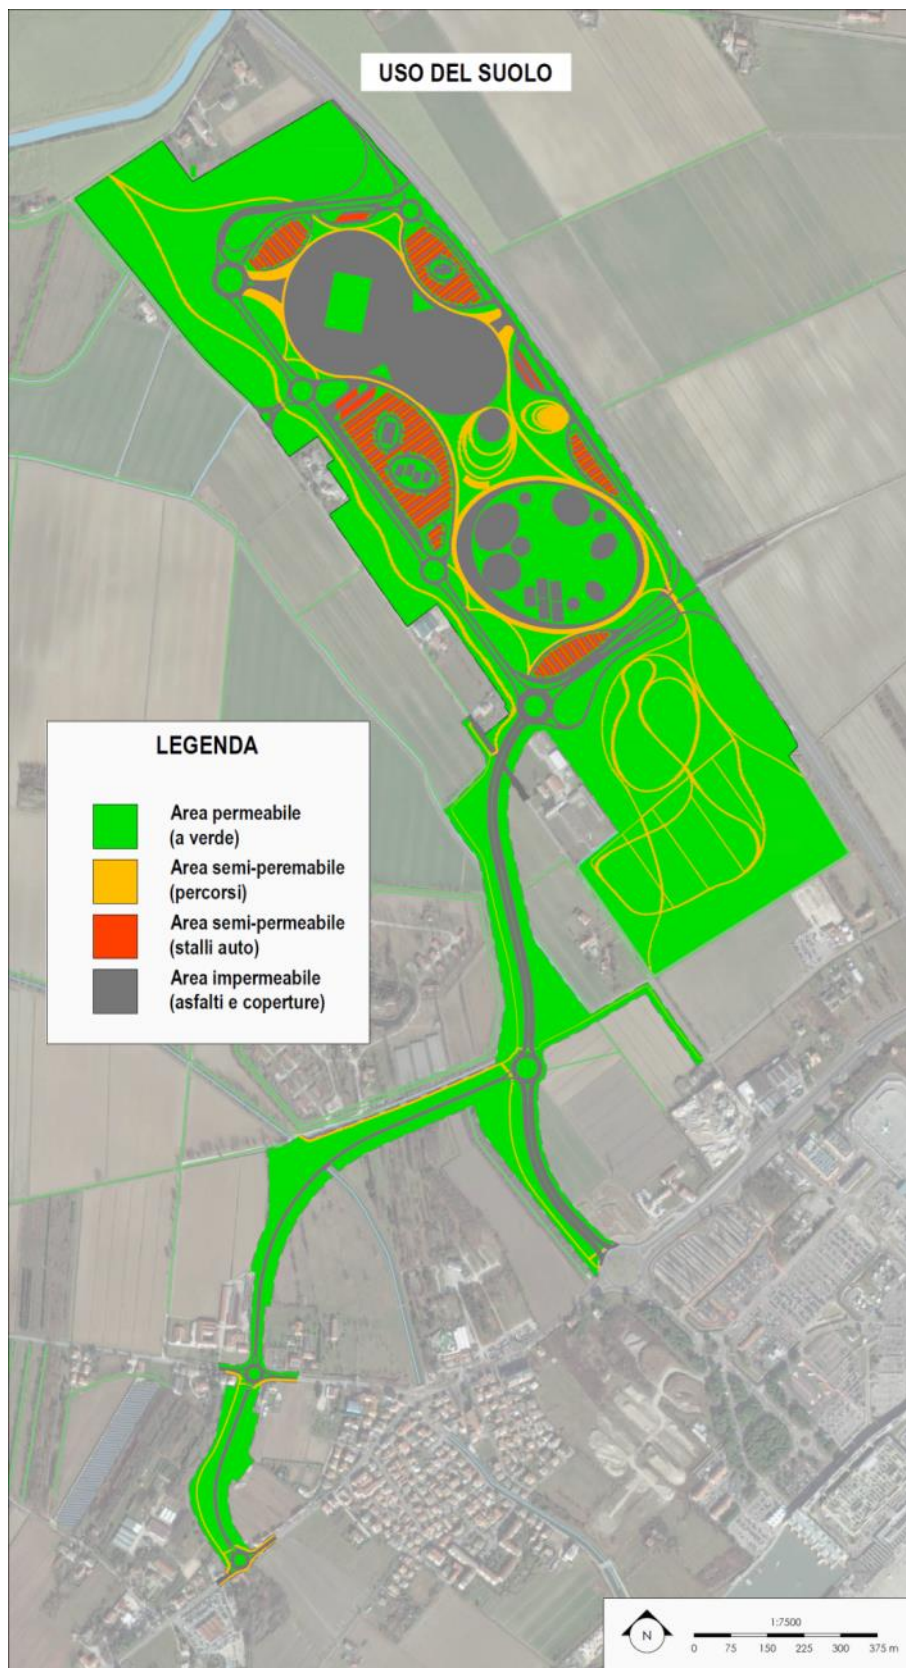 USO DEL SUOLO
LEGENDA
Area permeabile
(a verde)
Area semi-peremabile
(percorsi)
Area semi-permeabile
(stalli auto)
Area impermeabile
(asfalti e coperture)
N
1:7500
0 75 150 225 300 375 m